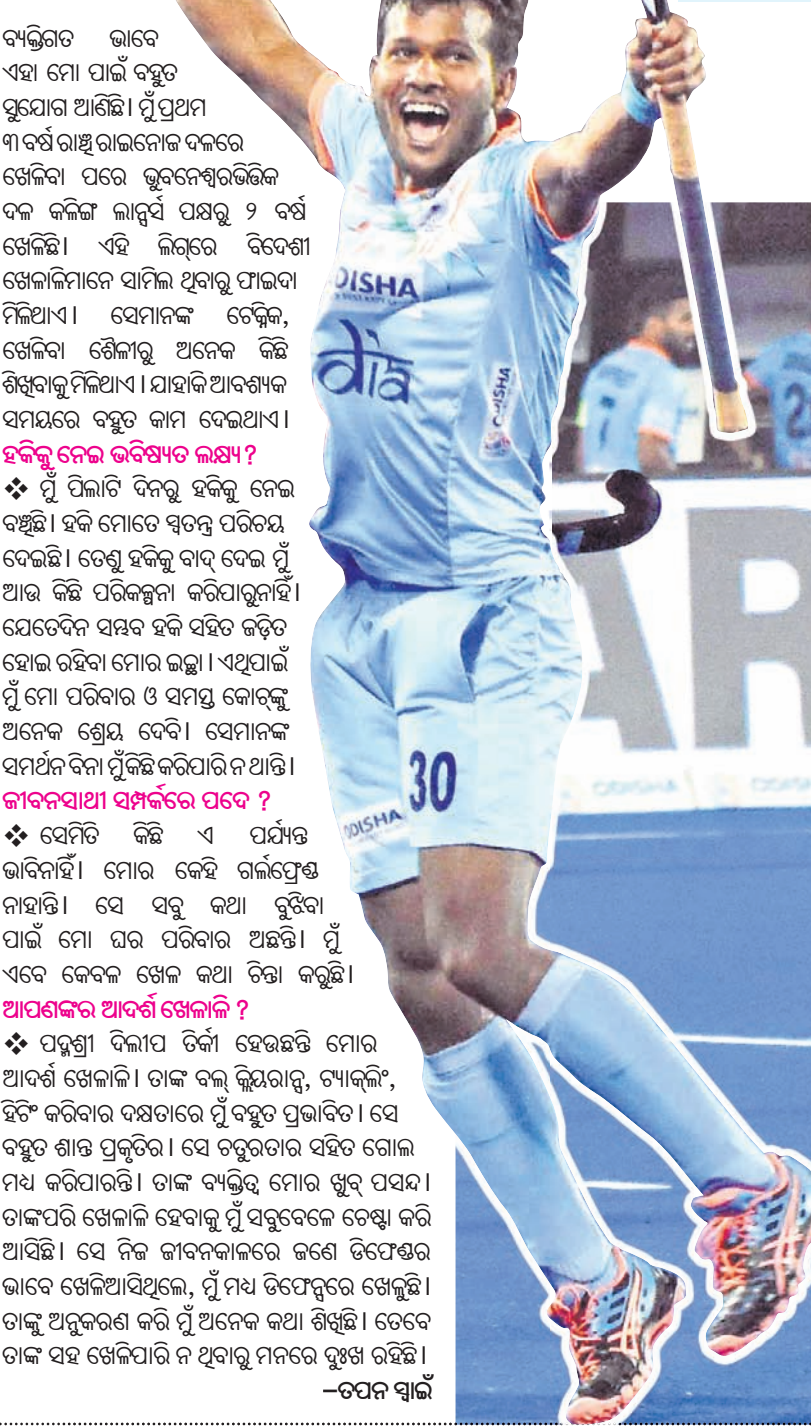 ବ୍ୟକ୍ତିଗତ ଭାବେ
ଏହା ମୋ ପାଇଁ ବହୁତ
ସୁଯୋଗ ଆଣିଛି। ମୁଁ ପ୍ରଥମ
୩ ବର୍ଷ ରାଞ୍ଚି ରାଇନୋଜ ଦଳରେ
ଖେଳିବା ପରେ ଭୁବନେଶ୍ୱରଭିତ୍ତିକ
ଦଳ କଳିଙ୍ଗ ଲାନ୍ସର୍ସ ପକ୍ଷରୁ ୨ ବର୍ଷ
ଖେଳିଛି। ଏହି ଲିଗ୍‌ରେ ବିଦେଶୀ
ଖେଳାଳିମାନେ ସାମିଲ ଥିବାରୁ ଫାଇଦା
ମିଳିଥାଏ। ସେମାନଙ୍କ ଟେକ୍ନିକ,
ଖେଳିବା ଶୈଳୀରୁ ଅନେକ କିଛି
ଶିଖିବାକୁ ମିଳିଥାଏ। ଯାହାକି ଆବଶ୍ୟକ
ସମୟରେ ବହୁତ କାମ ଦେଇଥାଏ।
ହକିକୁ ନେଇ ଭବିଷ୍ୟତ ଲକ୍ଷ୍ୟ?
❖ ମୁଁ ପିଲାଟି ଦିନରୁ ହକିକୁ ନେଇ
ବଞ୍ଚିଛି। ହକି ମୋତେ ସ୍ୱତନ୍ତ୍ର ପରିଚୟ
ଦେଇଛି। ତେଣୁ ହକିକୁ ବାଦ୍ ଦେଇ ମୁଁ
ଆଉ କିଛି ପରିକଳ୍ପନା କରିପାରୁନାହିଁ।
ଯେତେଦିନ ସମ୍ଭବ ହକି ସହିତ ଜଡ଼ିତ
ହୋଇ ରହିବା ମୋର ଇଚ୍ଛା। ଏଥିପାଇଁ
ମୁଁ ମୋ ପରିବାର ଓ ସମସ୍ତ କୋଚ୍‌ଙ୍କୁ
ଅନେକ ଶ୍ରେୟ ଦେବି। ସେମାନଙ୍କ
ସମର୍ଥନ ବିନା ମୁଁ କିଛି କରିପାରି ନ ଥାନ୍ତି।
ଜୀବନସାଥୀ ସମ୍ପର୍କରେ ପଦେ ?
❖ ସେମିତି କିଛି ଏ ପର୍ଯ୍ୟନ୍ତ
ଭାବିନାହିଁ। ମୋର କେହି ଗର୍ଲଫ୍ରେଣ୍ଡ
ନାହାନ୍ତି। ସେ ସବୁ କଥା ବୁଝିବା
ପାଇଁ ମୋ ଘର ପରିବାର ଅଛନ୍ତି। ମୁଁ
ଏବେ କେବଳ ଖେଳ କଥା ଚିନ୍ତା କରୁଛି।
ଆପଣଙ୍କର ଆଦର୍ଶ ଖେଳାଳି ?
❖ ପଦ୍ମଶ୍ରୀ ଦିଲୀପ ତିର୍କୀ ହେଉଛନ୍ତି ମୋର
ଆଦର୍ଶ ଖେଳାଳି। ତାଙ୍କ ବଲ୍ କ୍ଲିୟରାନ୍ସ, ଟ୍ୟାକ୍‌ଲିଂ,
ହିଟିଂ କରିବାର ଦକ୍ଷତାରେ ମୁଁ ବହୁତ ପ୍ରଭାବିତ। ସେ
ବହୁତ ଶାନ୍ତ ପ୍ରକୃତିର। ସେ ଚତୁରତାର ସହିତ ଗୋଲ
ମଧ୍ୟ କରିପାରନ୍ତି। ତାଙ୍କ ବ୍ୟକ୍ତିତ୍ୱ ମୋର ଖୁବ୍ ପସନ୍ଦ।
ତାଙ୍କପରି ଖେଳାଳି ହେବାକୁ ମୁଁ ସବୁବେଳେ ଚେଷ୍ଟା କରି
ଆସିଛି। ସେ ନିଜ ଜୀବନକାଳରେ ଜଣେ ଡିଫେଣ୍ଡର
ଭାବେ ଖେଳିଆସିଥିଲେ, ମୁଁ ମଧ୍ୟ ଡିଫେନ୍ସରେ ଖେଳୁଛି।
ତାଙ୍କୁ ଅନୁକରଣ କରି ମୁଁ ଅନେକ କଥା ଶିଖିଛି। ତେବେ
ତାଙ୍କ ସହ ଖେଳିପାରି ନ ଥିବାରୁ ମନରେ ଦୁଃଖ ରହିଛି।
–ତପନ ସ୍ୱାଇଁ
ODISHA
dia
ODISHA
30
ODISHA
AR
ODISHA
7
2